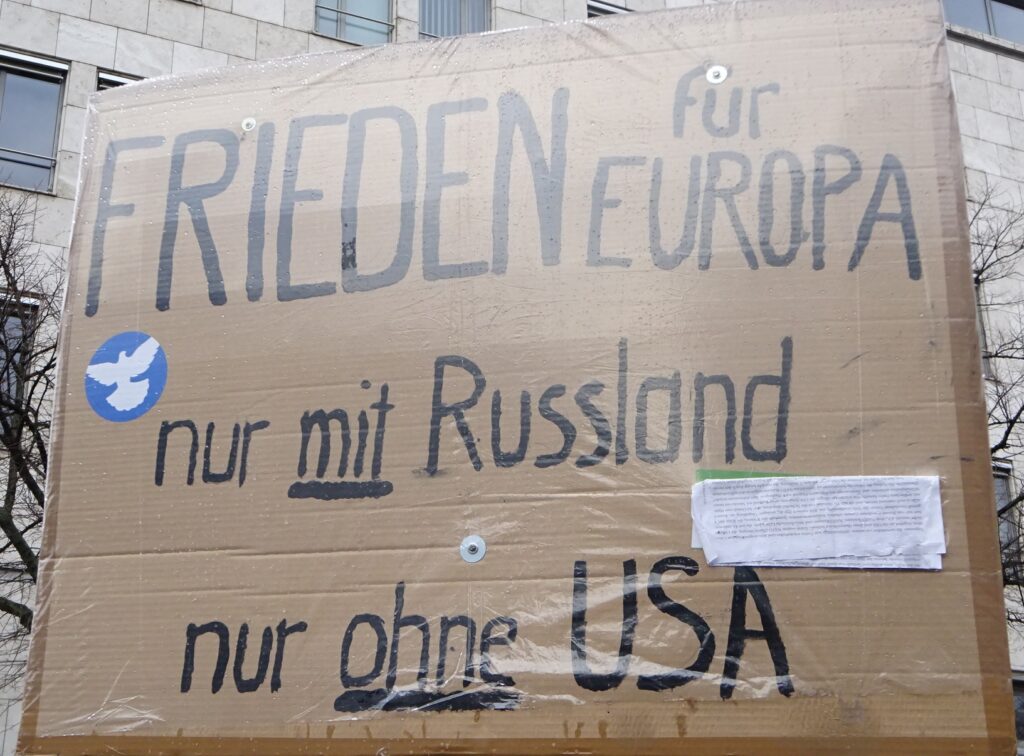 FRIEDEN für
EUROPA
nur mit Russland
nur ohne USA